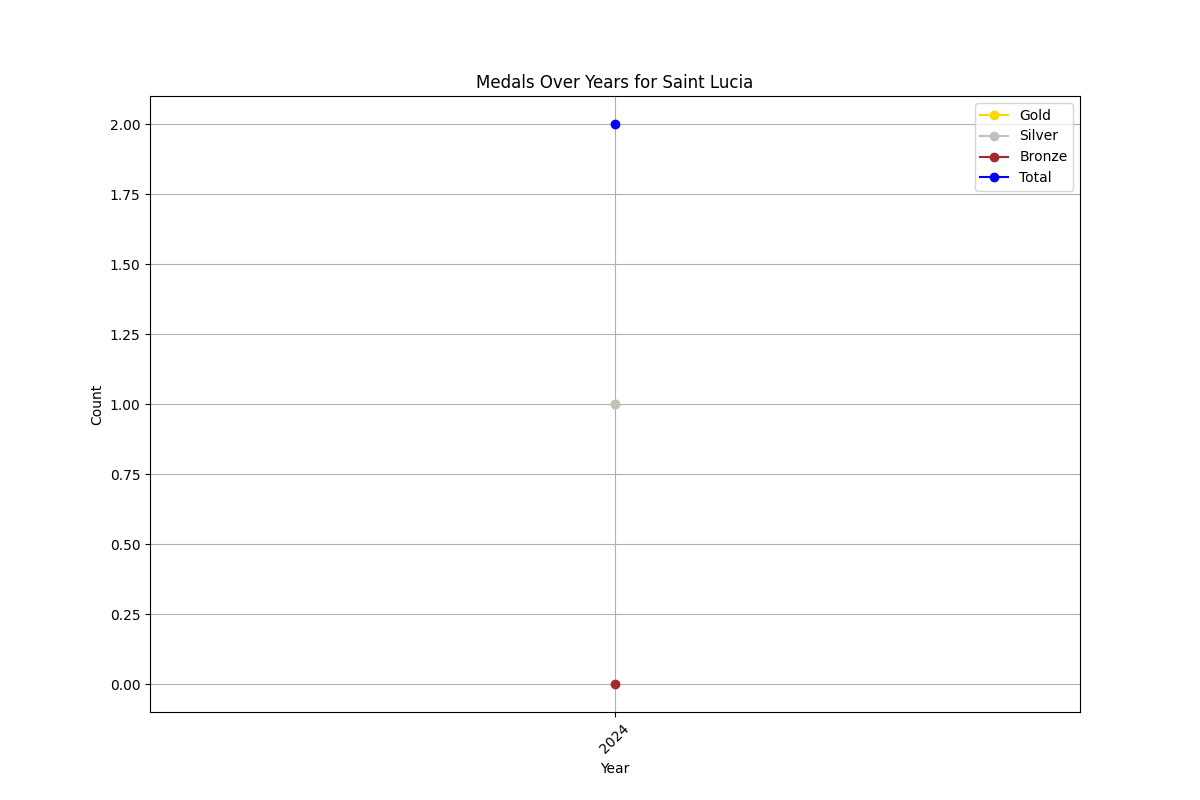 Medals Over Years for Saint Lucia
Gold
Silver
Bronze
Total
2.00
1.75
1.50
1.25
1.00
0.75
0.50
0.25
0.00
Count
2024
Year